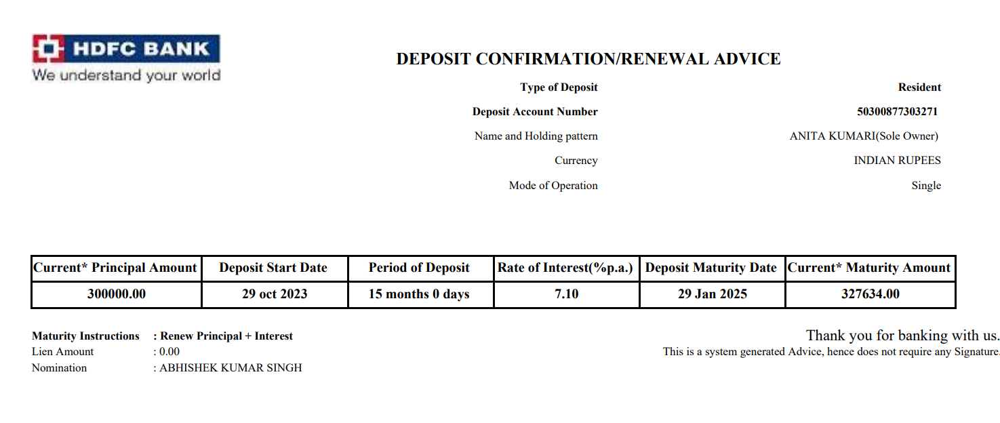 HDFC BANK
We understand your world
DEPOSIT CONFIRMATION/RENEWAL ADVICE
Type of Deposit Resident
Deposit Account Number 50300877303271
Name and Holding pattern ANITA KUMARI(Sole Owner)
Currency INDIAN RUPEES
Mode of Operation Single
Current* Principal Amount Deposit Start Date Period of Deposit Rate of Interest(%p.a.) Deposit Maturity Date Current* Maturity Amount
300000.00 29 oct 2023 15 months 0 days 7.10 29 Jan 2025 327634.00
Maturity Instructions : Renew Principal + Interest
Lien Amount : 0.00
Nomination : ABHISHEK KUMAR SINGH
Thank you for banking with us.
This is a system generated Advice, hence does not require any Signature.